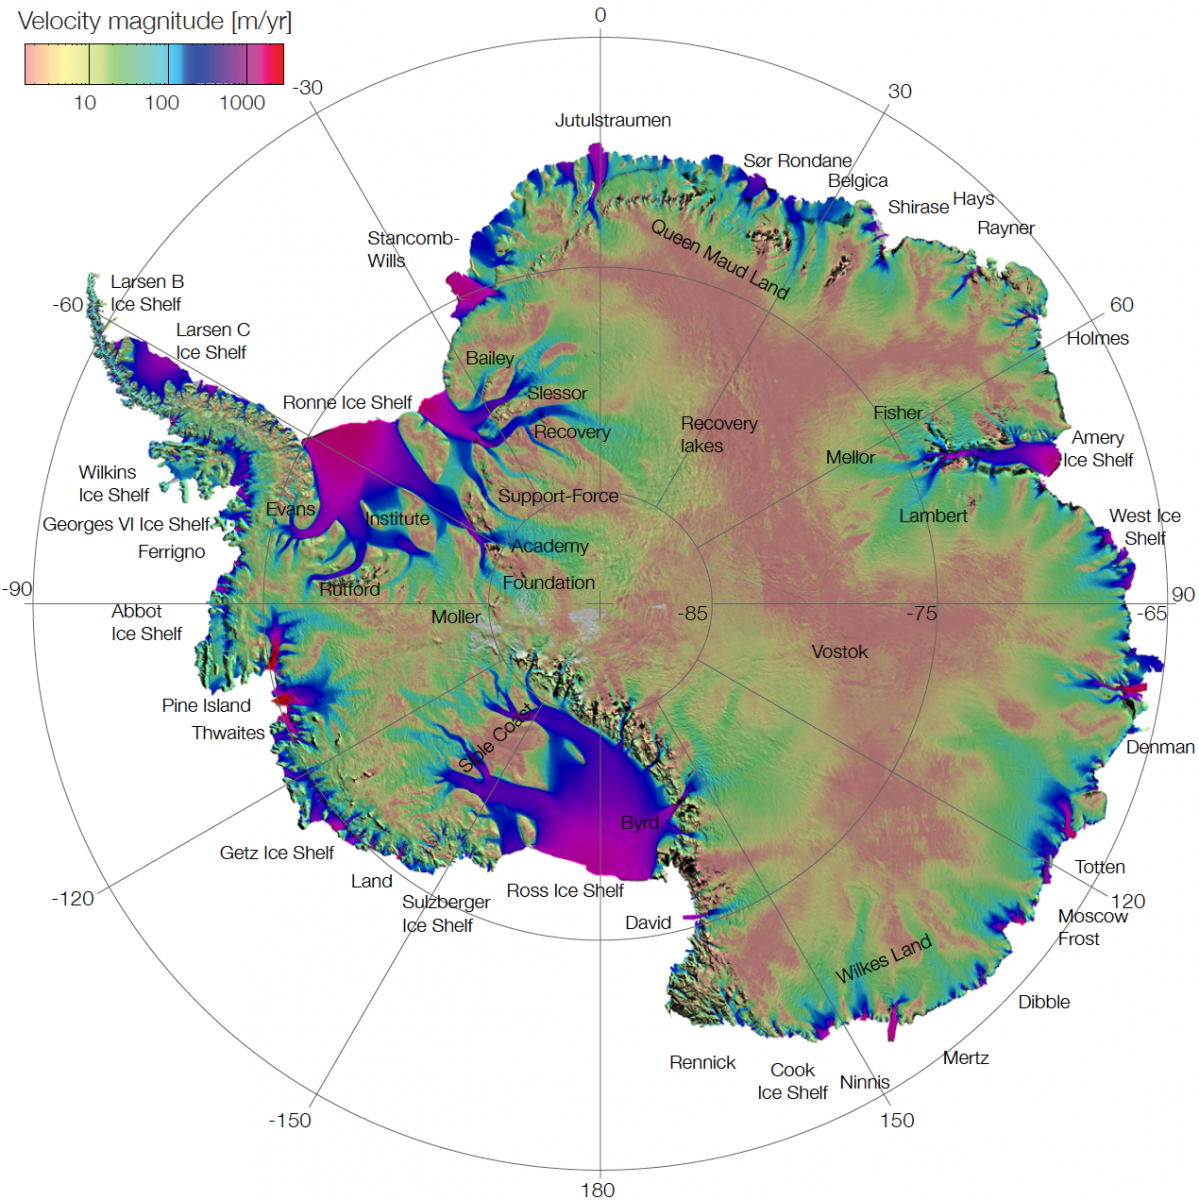 Velocity magnitude [m/yr]
10
100
1000
0
-30
30
Jutulstraumen
Sør Rondane
Belgica
Shirase
Hays
Rayner
Stancomb-
Wills
Queen Maud Land
Larsen B
Ice Shelf
-60
60
Larsen C
Ice Shelf
Holmes
Bailey
Slessor
Ronne Ice Shelf
Recovery
Recovery
lakes
Fisher
Mellor
Amery
Ice Shelf
Wilkins
Ice Shelf
Support-Force
Evans
Institute
Lambert
West Ice
Shelf
Georges VI Ice Shelf
Ferrigno
Academy
Foundation
Rutford
-90
90
Abbot
Ice Shelf
Moller
-85
-75
-65
Vostok
Pine Island
Thwaites
Siple Coast
Denman
Byrd
Getz Ice Shelf
Totten
Land
Ross Ice Shelf
-120
120
Sulzberger
Ice Shelf
David
Moscow
Frost
Wilkes Land
Dibble
Rennick
Mertz
Cook
Ice Shelf
Ninnis
-150
150
180